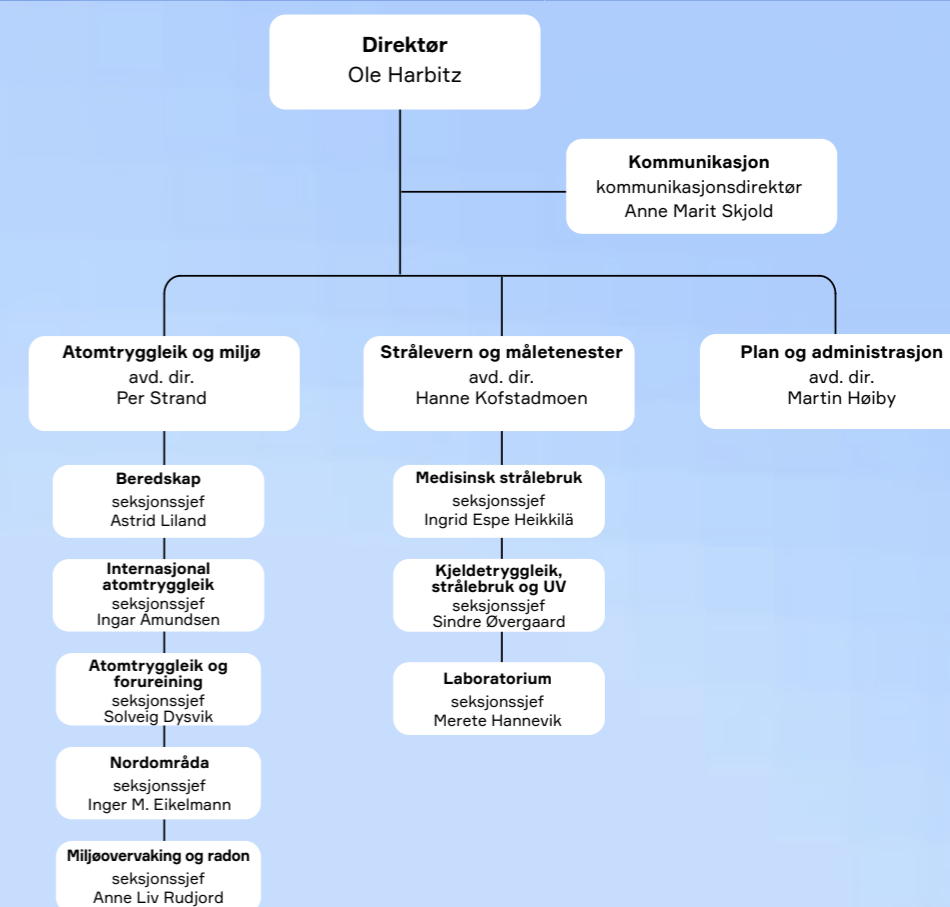 Direktør
Ole Harbitz
Kommunikasjon
kommunikasjonsdirektør
Anne Marit Skjold
Atomtryggleik og miljø
avd. dir.
Per Strand
Strålevern og måletenester
avd. dir.
Hanne Kofstadmoen
Plan og administrasjon
avd. dir.
Martin Høiby
Beredskap
seksjonssjef
Astrid Liland
Internasjonal
atomtryggleik
seksjonssjef
Ingar Amundsen
Atomtryggleik og
forureining
seksjonssjef
Solveig Dysvik
Nordområda
seksjonssjef
Inger M. Eikelmann
Miljøovervaking og radon
seksjonssjef
Anne Liv Rudjord
Medisinsk strålebruk
seksjonssjef
Ingrid Espe Heikkilä
Kjeldetryggleik,
strålebruk og UV
seksjonssjef
Sindre Øvergaard
Laboratorium
seksjonssjef
Merete Hannevik